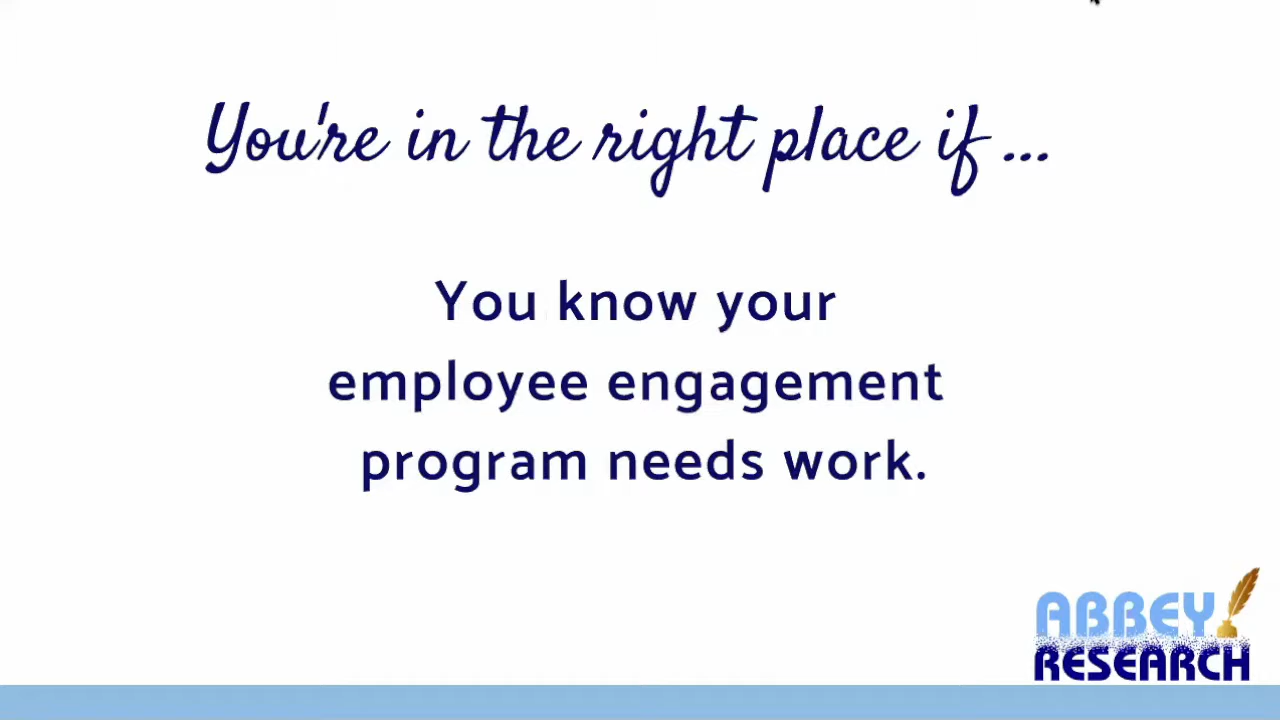 You're in the right place if ...
You know your
employee engagement
program needs work.
ABBEY
RESEARCH